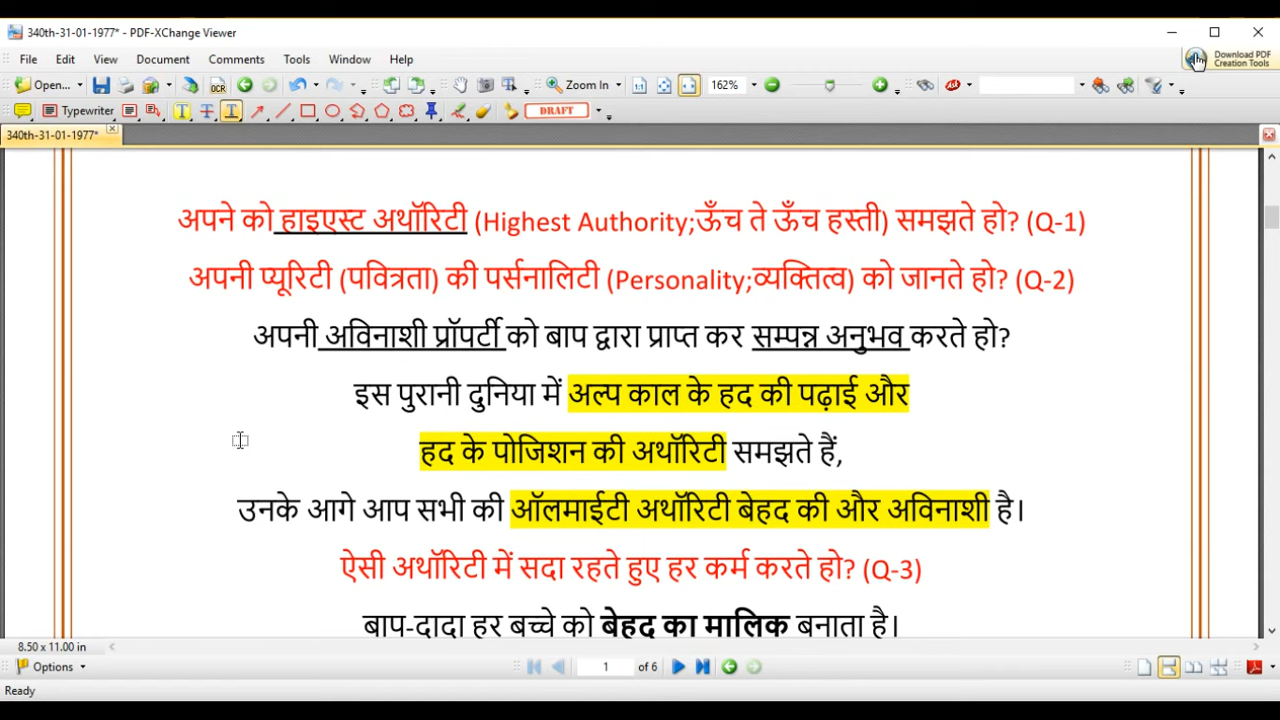 340th-31-01-1977* - PDF-XChange Viewer
File Edit View Document Comments Tools Window Help
Download PDF
Creation Tools
Open... OCR Zoom In 1:1 162%
Typewriter T T T DRAFT
340th-31-01-1977*
अपने को हाइएस्ट अथॉरिटी (Highest Authority;ऊँच ते ऊँच हस्ती) समझते हो? (Q-1)
अपनी प्यूरिटी (पवित्रता) की पर्सनालिटी (Personality;व्यक्तित्व) को जानते हो? (Q-2)
अपनी अविनाशी प्रॉपर्टी को बाप द्वारा प्राप्त कर सम्पन्न अनुभव करते हो?
इस पुरानी दुनिया में अल्प काल के हद की पढ़ाई और
हद के पोजिशन की अथॉरिटी समझते हैं,
उनके आगे आप सभी की ऑलमाईटी अथॉरिटी बेहद की और अविनाशी है।
ऐसी अथॉरिटी में सदा रहते हुए हर कर्म करते हो? (Q-3)
बाप-दादा हर बच्चे को बेहद का मालिक बनाता है।
8.50 x 11.00 in
Options 1 of 6
Ready